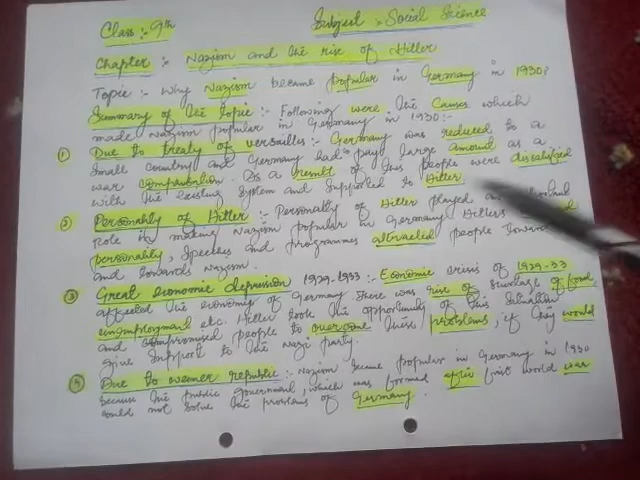 Class :- 9th
Subject :- Social Science
Chapter :- Nazism and the rise of Hitler
Topic :- Why Nazism became popular in Germany in 1930?
Summary of the topic :- Following were the causes which
made Nazism popular in Germany in 1930:-
① Due to treaty of versailles :- Germany was reduced to a
small country and Germany had pay large amount as a
war As a result of this people were dissatisfied
with the existing system and supported to Hitler.
② Personality of Hitler :- Personality of Hitler played
Role in making Nazism popular in Germany Hitler's
personality, Speeches and programmes attracted people towards
and towards nazism.
③ Great economic depression 1929-1933 :- Economic crisis of 1929-33
affected the economy of Germany there was rise of of food,
unemployment etc. Hitler took the opportunity of this situation
and people to overcome these problems, if they would
give support to the Nazi party.
④ Due to weimer republic :- Nazism became popular in Germany in 1930
because the public government, which was formed after first world war
could not solve the problems of Germany.